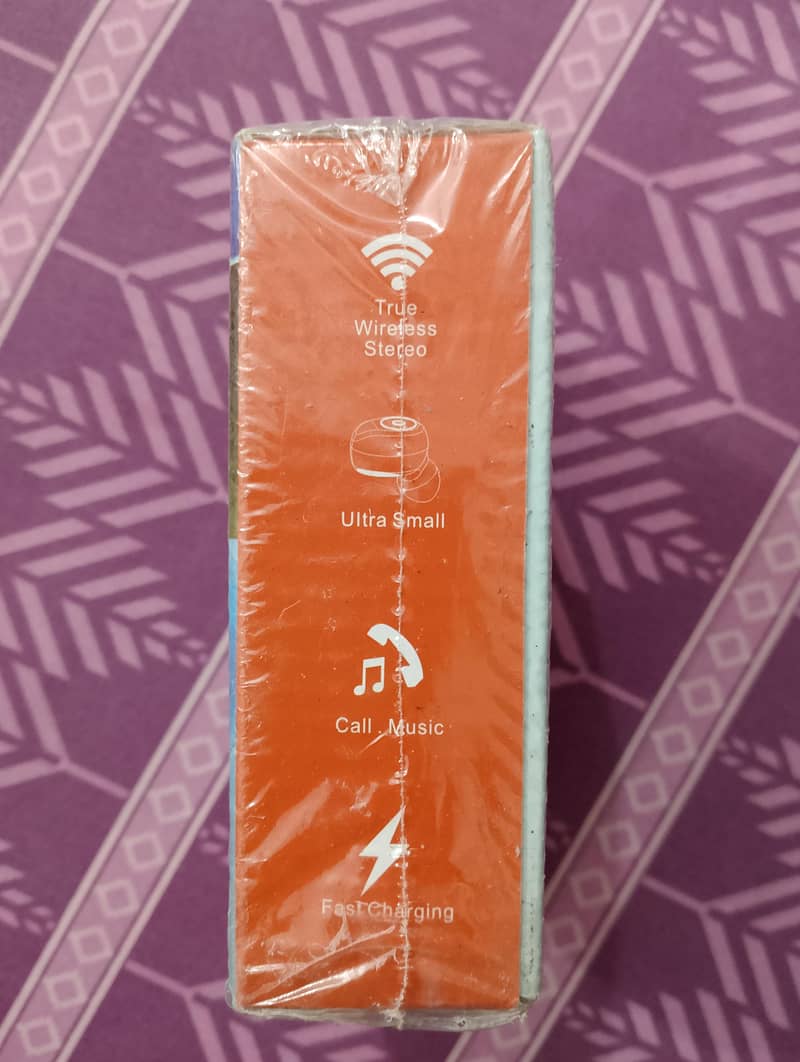 True
Wireless
Stereo
Ultra Small
Call . Music
Fast Charging